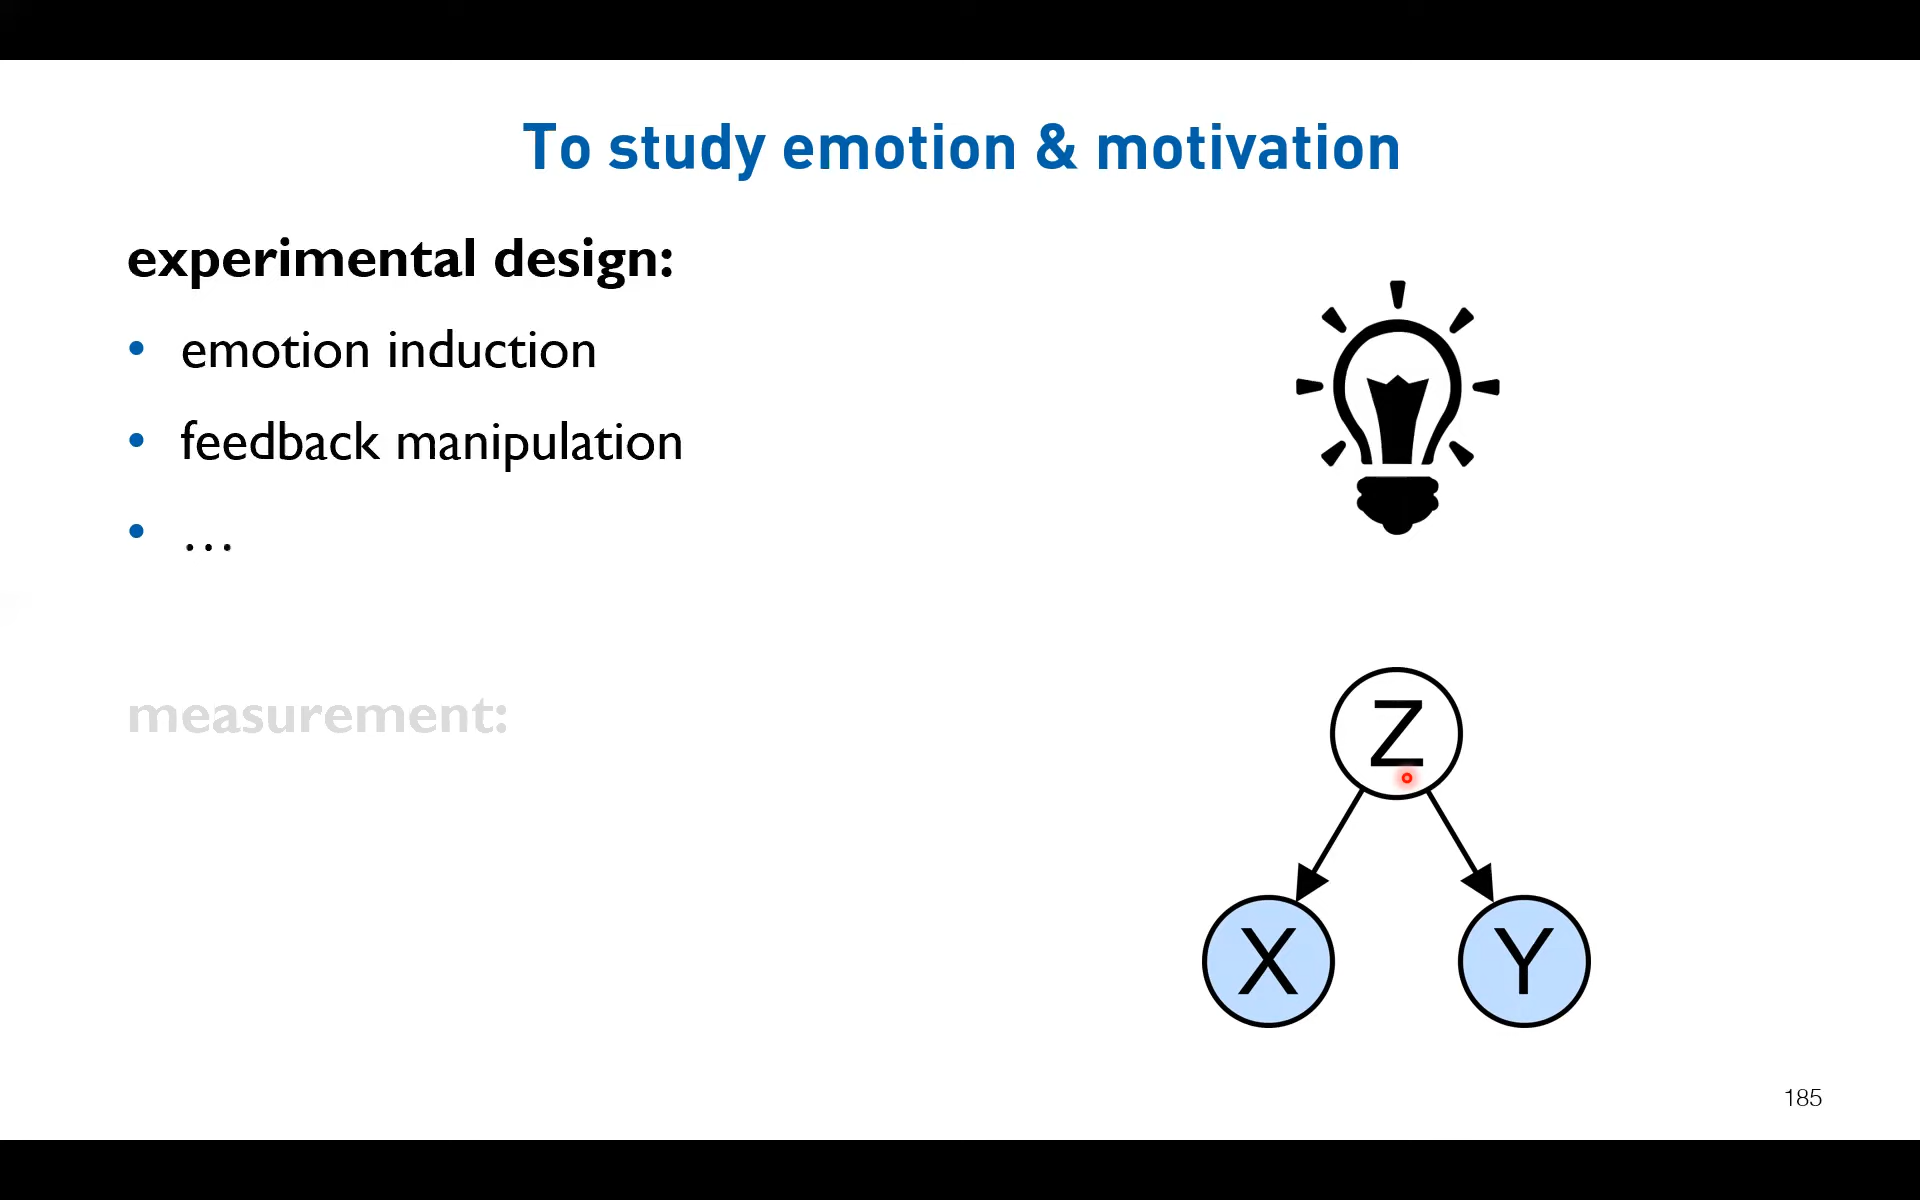 To study emotion & motivation
experimental design:
• emotion induction
• feedback manipulation
• …
measurement:
Z
X
Y
185